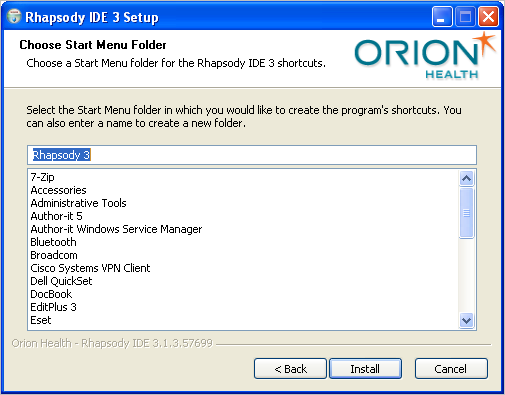 Rhapsody IDE 3 Setup
Choose Start Menu Folder
Choose a Start Menu folder for the Rhapsody IDE 3 shortcuts.
ORION
HEALTH
Select the Start Menu folder in which you would like to create the program's shortcuts. You
can also enter a name to create a new folder.
Rhapsody 3
7-Zip
Accessories
Administrative Tools
Author-it 5
Author-it Windows Service Manager
Bluetooth
Broadcom
Cisco Systems VPN Client
Dell QuickSet
DocBook
EditPlus 3
Eset
Orion Health - Rhapsody IDE 3.1.3.57699
< Back
Install
Cancel